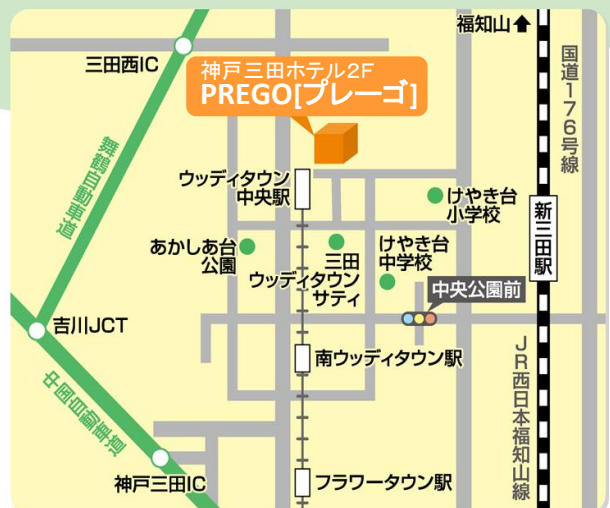 福知山
国道176号線
三田西IC
神戸三田ホテル2F
PREGO[プレーゴ]
舞鶴自動車道
ウッディタウン
中央駅
けやき台
小学校
新三田駅
あかしあ台
公園
三田
ウッディタウン
サティ
けやき台
中学校
中央公園前
吉川JCT
南ウッディタウン駅
JR西日本福知山線
中国自動車道
神戸三田IC
フラワータウン駅